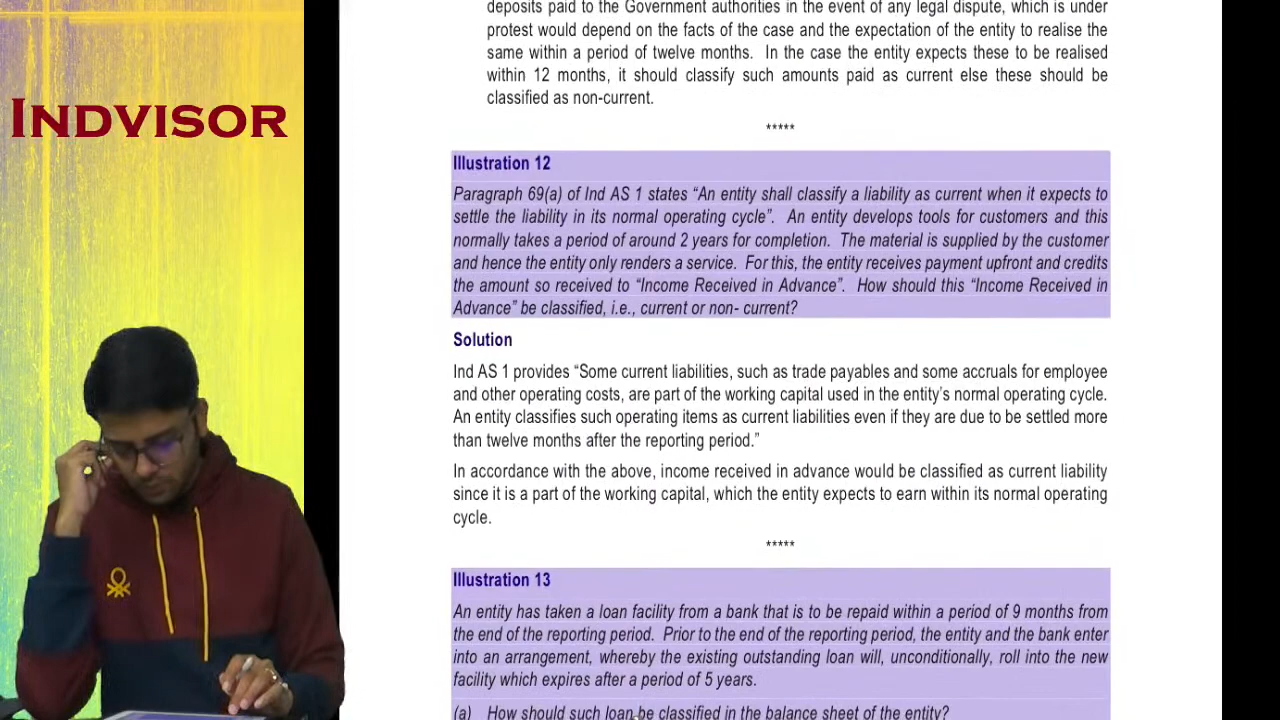 INDVISOR
deposits paid to the Government authorities in the event of any legal dispute, which is under
protest would depend on the facts of the case and the expectation of the entity to realise the
same within a period of twelve months. In the case the entity expects these to be realised
within 12 months, it should classify such amounts paid as current else these should be
classified as non-current.
*****
Illustration 12
Paragraph 69(a) of Ind AS 1 states “An entity shall classify a liability as current when it expects to
settle the liability in its normal operating cycle”. An entity develops tools for customers and this
normally takes a period of around 2 years for completion. The material is supplied by the customer
and hence the entity only renders a service. For this, the entity receives payment upfront and credits
the amount so received to “Income Received in Advance”. How should this “Income Received in
Advance” be classified, i.e., current or non- current?
Solution
Ind AS 1 provides “Some current liabilities, such as trade payables and some accruals for employee
and other operating costs, are part of the working capital used in the entity’s normal operating cycle.
An entity classifies such operating items as current liabilities even if they are due to be settled more
than twelve months after the reporting period.”
In accordance with the above, income received in advance would be classified as current liability
since it is a part of the working capital, which the entity expects to earn within its normal operating
cycle.
*****
Illustration 13
An entity has taken a loan facility from a bank that is to be repaid within a period of 9 months from
the end of the reporting period. Prior to the end of the reporting period, the entity and the bank enter
into an arrangement, whereby the existing outstanding loan will, unconditionally, roll into the new
facility which expires after a period of 5 years.
(a) How should such loan be classified in the balance sheet of the entity?